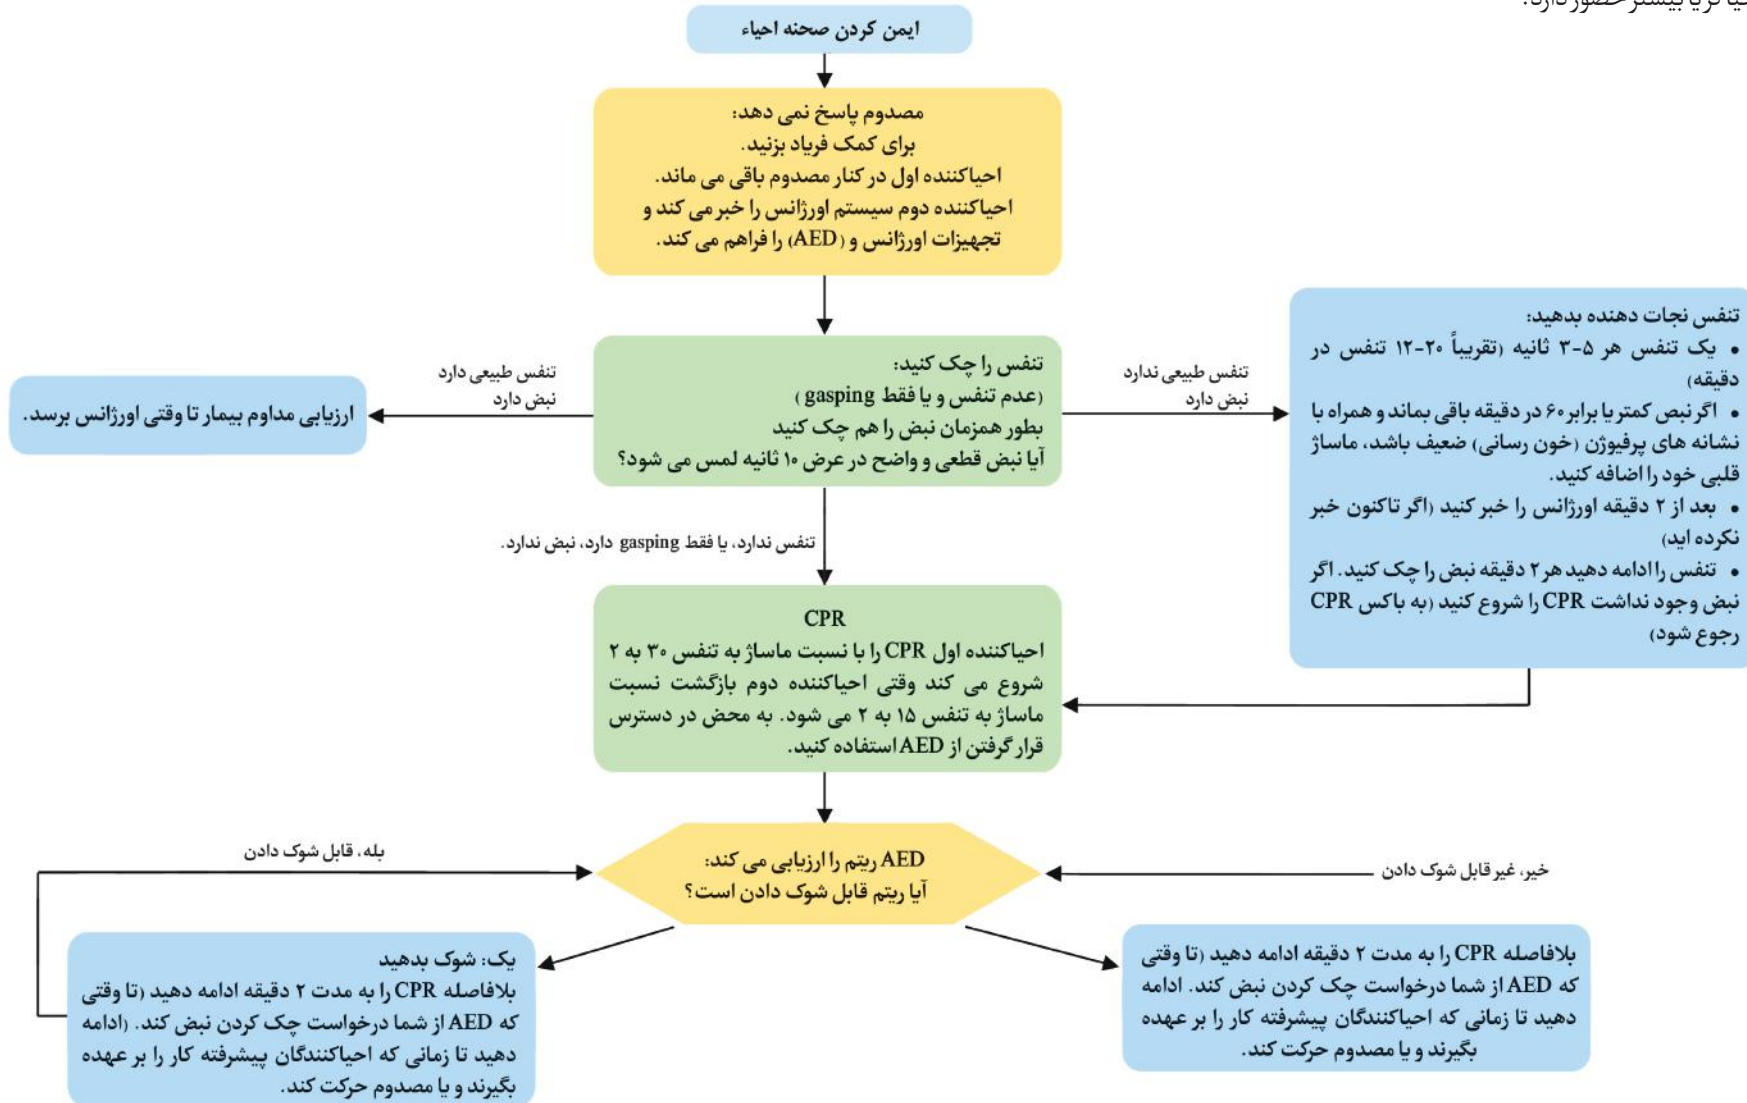 حضور دارد.
ایمن کردن صحنه احیاء
مصدوم پاسخ نمی دهد:
برای کمک فریاد بزنید.
احیاکننده اول در کنار مصدوم باقی می ماند.
احیاکننده دوم سیستم اورژانس را خبر می کند و
تجهیزات اورژانس و (AED) را فراهم می کند.
تنفس را چک کنید:
(عدم تنفس و یا فقط gasping )
بطور همزمان نبض را هم چک کنید
آیا نبض قطعی و واضح در عرض ۱۰ ثانیه لمس می شود؟
تنفس طبیعی ندارد
نبض دارد
تنفس نجات دهنده بدهید:
• یک تنفس هر ۵-۳ ثانیه (تقریباً ۲۰-۱۲ تنفس در
دقیقه)
• اگر نبض کمتر یا برابر ۶۰ در دقیقه باقی بماند و همراه با
نشانه های پرفیوژن (خون رسانی) ضعیف باشد، ماساژ
قلبی خود را اضافه کنید.
• بعد از ۲ دقیقه اورژانس را خبر کنید (اگر تاکنون خبر
نکرده اید)
• تنفس را ادامه دهید هر ۲ دقیقه نبض را چک کنید. اگر
نبض وجود نداشت CPR را شروع کنید (به باکس CPR
رجوع شود)
تنفس طبیعی دارد
نبض دارد
ارزیابی مداوم بیمار تا وقتی اورژانس برسد.
تنفس ندارد، یا فقط gasping دارد، نبض ندارد.
CPR
احیاکننده اول CPR را با نسبت ماساژ به تنفس ۳۰ به ۲
شروع می کند وقتی احیاکننده دوم بازگشت نسبت
ماساژ به تنفس ۱۵ به ۲ می شود. به محض در دسترس
قرار گرفتن از AED استفاده کنید.
AED ریتم را ارزیابی می کند:
آیا ریتم قابل شوک دادن است؟
خیر، غیر قابل شوک دادن
بله، قابل شوک دادن
بلافاصله CPR را به مدت ۲ دقیقه ادامه دهید (تا وقتی
که AED از شما درخواست چک کردن نبض کند. ادامه
دهید تا زمانی که احیاکنندگان پیشرفته کار را بر عهده
بگیرند و یا مصدوم حرکت کند.
یک: شوک بدهید
بلافاصله CPR را به مدت ۲ دقیقه ادامه دهید (تا وقتی
که AED از شما درخواست چک کردن نبض کند. (ادامه
دهید تا زمانی که احیاکنندگان پیشرفته کار را بر عهده
بگیرند و یا مصدوم حرکت کند.